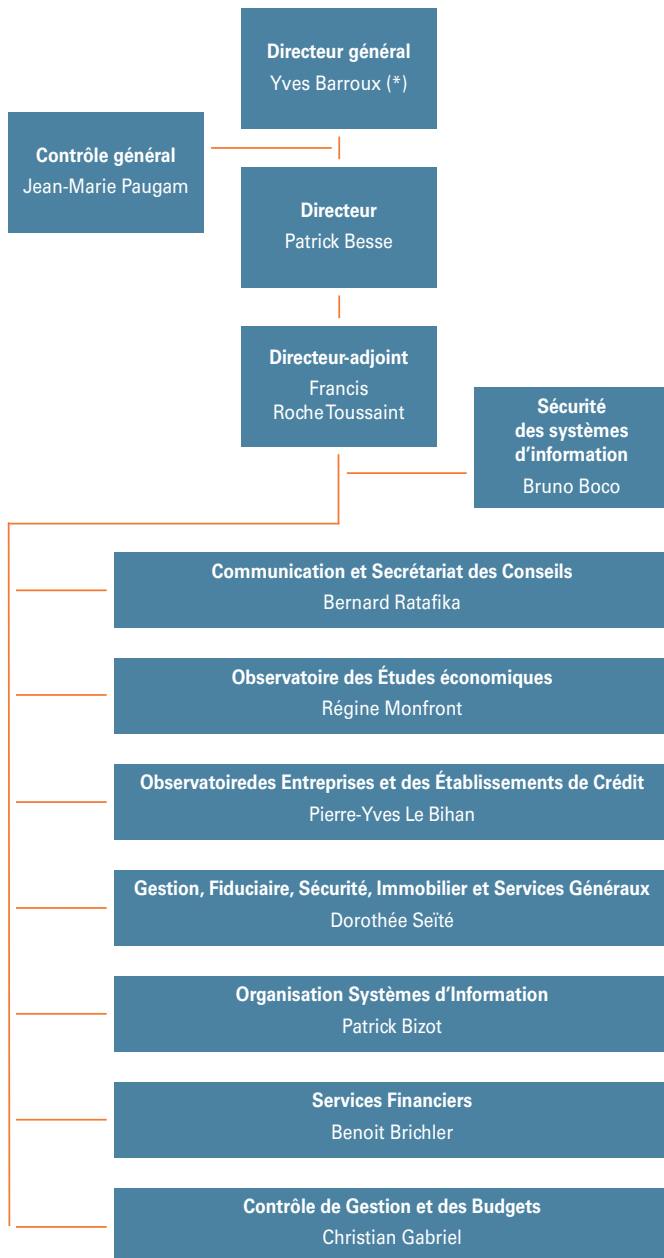 Directeur général
Yves Barroux (*)
Contrôle général
Jean-Marie Paugam
Directeur
Patrick Besse
Directeur-adjoint
Francis
Roche Toussaint
Sécurité
des systèmes
d’information
Bruno Boco
Communication et Secrétariat des Conseils
Bernard Ratafika
Observatoire des Études économiques
Régine Monfront
Observatoiredes Entreprises et des Établissements de Crédit
Pierre-Yves Le Bihan
Gestion, Fiduciaire, Sécurité, Immobilier et Services Généraux
Dorothée Seïté
Organisation Systèmes d’Information
Patrick Bizot
Services Financiers
Benoit Brichler
Contrôle de Gestion et des Budgets
Christian Gabriel